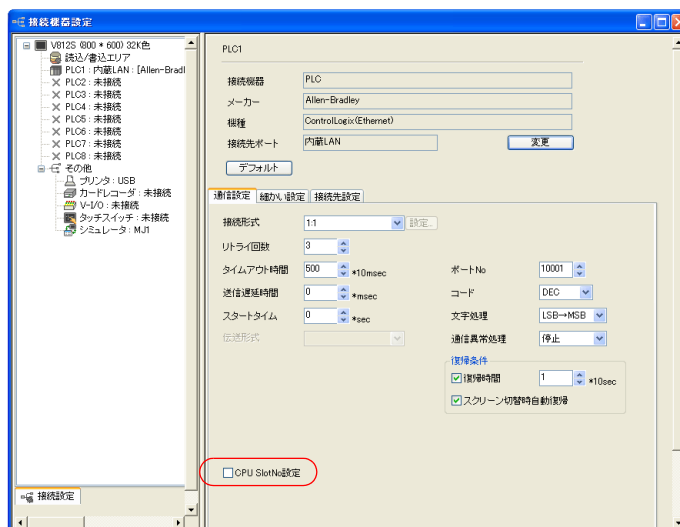 接続機器設定
V812S (800 * 600) 32K色
読込/書込エリア
PLC1 : 内蔵LAN : [Allen-Bradl
PLC2 : 未接続
PLC3 : 未接続
PLC4 : 未接続
PLC5 : 未接続
PLC6 : 未接続
PLC7 : 未接続
PLC8 : 未接続
その他
プリンタ : USB
カードレコーダ : 未接続
V-I/O : 未接続
タッチスイッチ : 未接続
シミュレータ : MJ1
接続設定
PLC1
接続機器 PLC
メーカー Allen-Bradley
機種 ControlLogix(Ethernet)
接続先ポート 内蔵LAN 変更
デフォルト
通信設定 細かい設定 接続先設定
接続形式 1:1 設定..
リトライ回数 3
タイムアウト時間 500 *10msec ポートNo 10001
送信遅延時間 0 *msec コード DEC
スタートタイム 0 *sec 文字処理 LSB→MSB
伝送形式 通信異常処理 停止
復帰条件
復帰時間 1 *10sec
スクリーン切替時自動復帰
CPU SlotNo設定